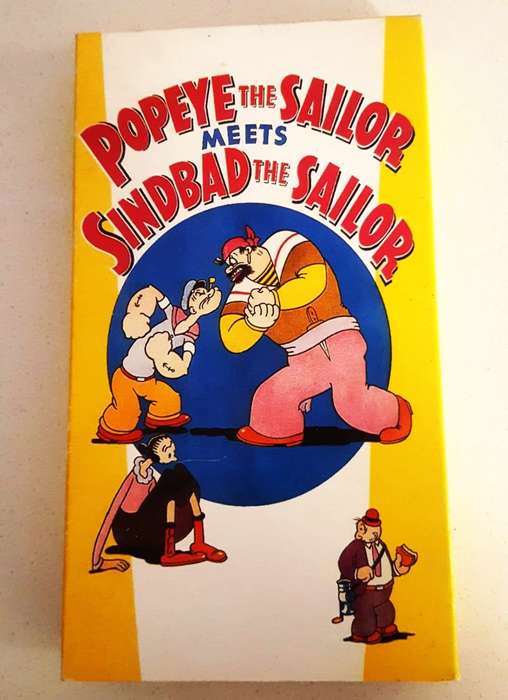 POPEYE THE SAILOR
MEETS
SINDBAD THE SAILOR